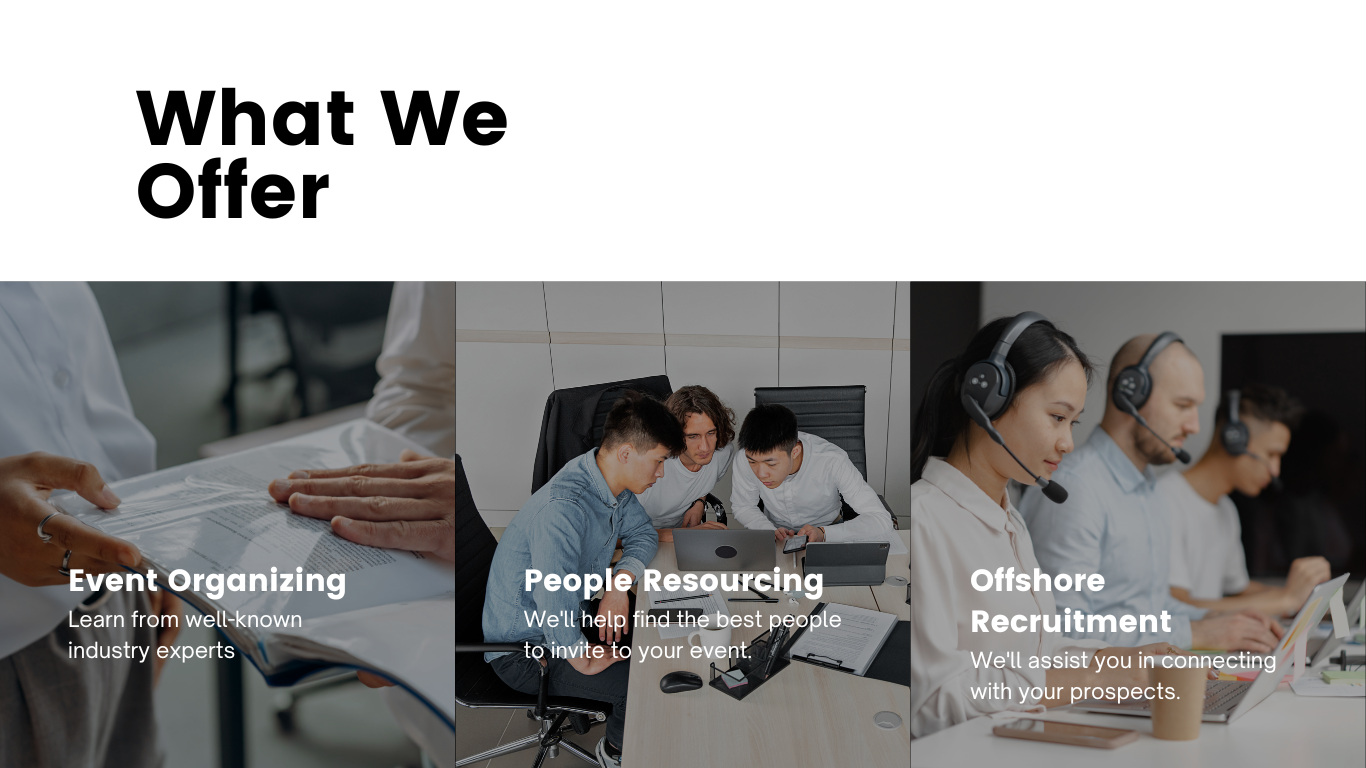 What We
Offer
Event Organizing
Learn from well-known
industry experts
People Resourcing
We'll help find the best people
to invite to your event.
Offshore
Recruitment
We'll assist you in connecting
with your prospects.